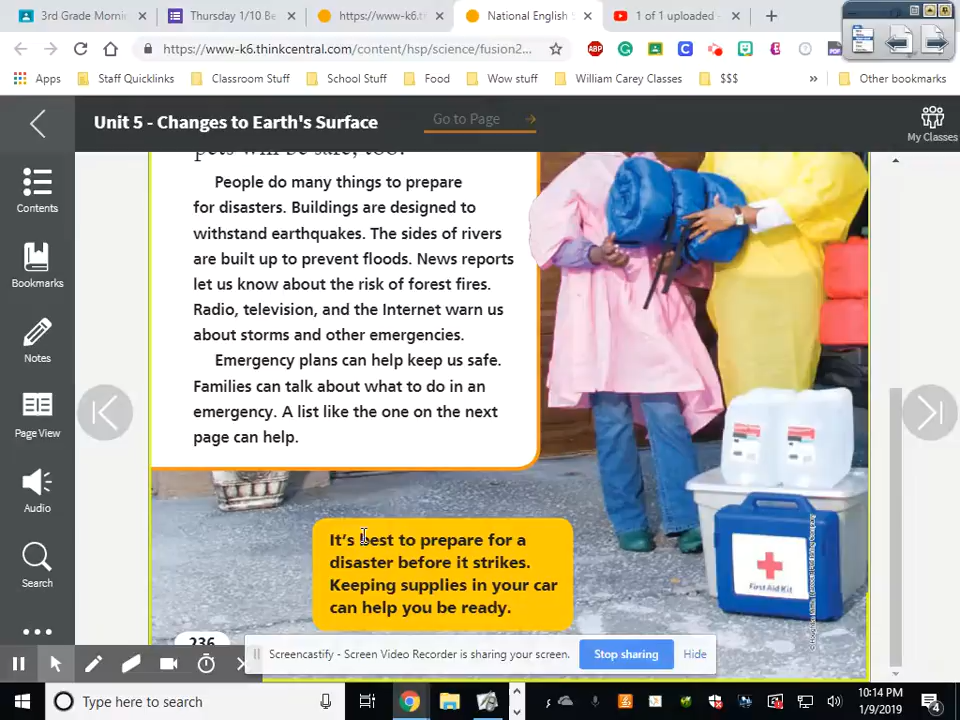 3rd Grade Morni
Thursday 1/10 Be
https://www-k6.
National English
1 of 1 uploaded -
https://www-k6.thinkcentral.com/content/hsp/science/fusion2...
ABP
Apps
Staff Quicklinks
Classroom Stuff
School Stuff
Food
Wow stuff
William Carey Classes
$$$
»
Other bookmarks
Unit 5 - Changes to Earth's Surface
Go to Page
My Classes
Contents
Bookmarks
Notes
Page View
Audio
Search
pets will be safe, too.
People do many things to prepare
for disasters. Buildings are designed to
withstand earthquakes. The sides of rivers
are built up to prevent floods. News reports
let us know about the risk of forest fires.
Radio, television, and the Internet warn us
about storms and other emergencies.
Emergency plans can help keep us safe.
Families can talk about what to do in an
emergency. A list like the one on the next
page can help.
It's best to prepare for a
disaster before it strikes.
Keeping supplies in your car
can help you be ready.
First Aid Kit
236
Screencastify - Screen Video Recorder is sharing your screen.
Stop sharing
Hide
Type here to search
10:14 PM
1/9/2019
4